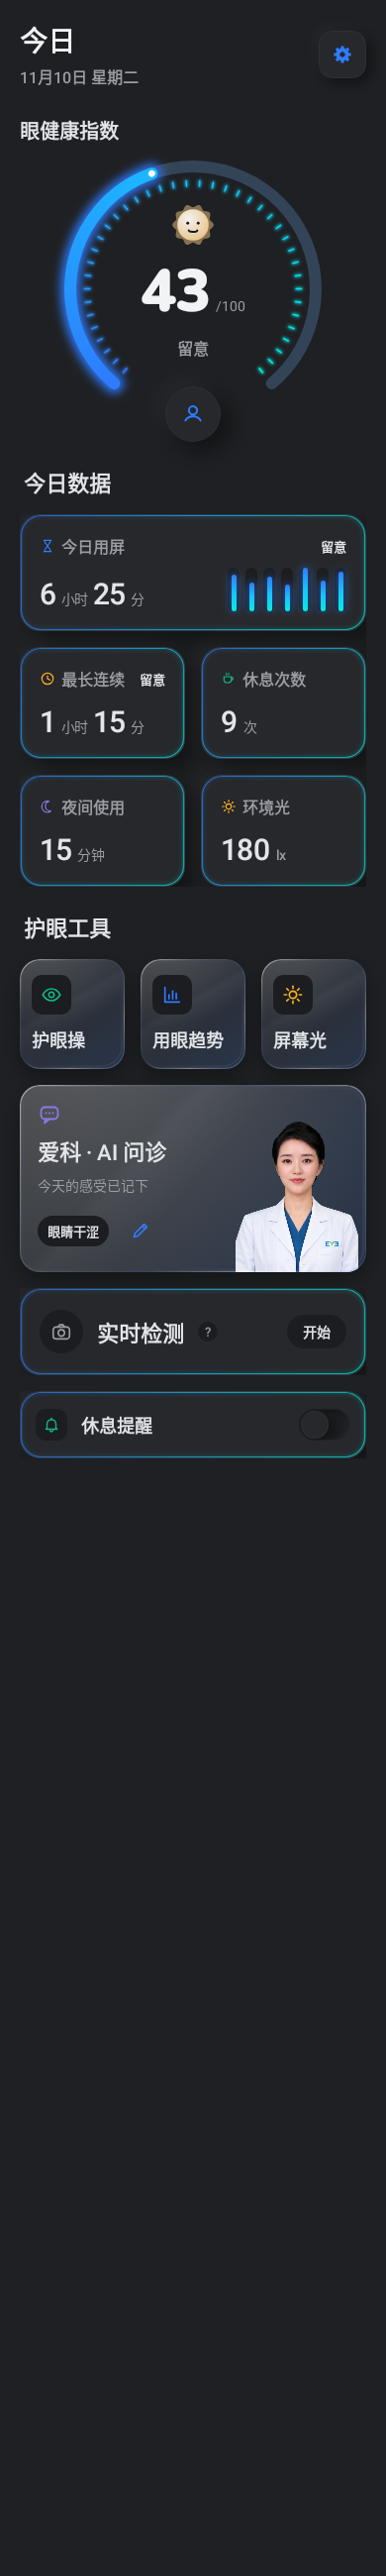 今日
11月10日 星期二
眼健康指数
43 /100
留意
今日数据
今日用屏 留意
6 小时 25 分
最长连续 留意
1 小时 15 分
休息次数
9 次
夜间使用
15 分钟
环境光
180 lx
护眼工具
护眼操
用眼趋势
屏幕光
爱科 · AI 问诊
今天的感受已记下
眼睛干涩
EYE
实时检测 ? 开始
休息提醒